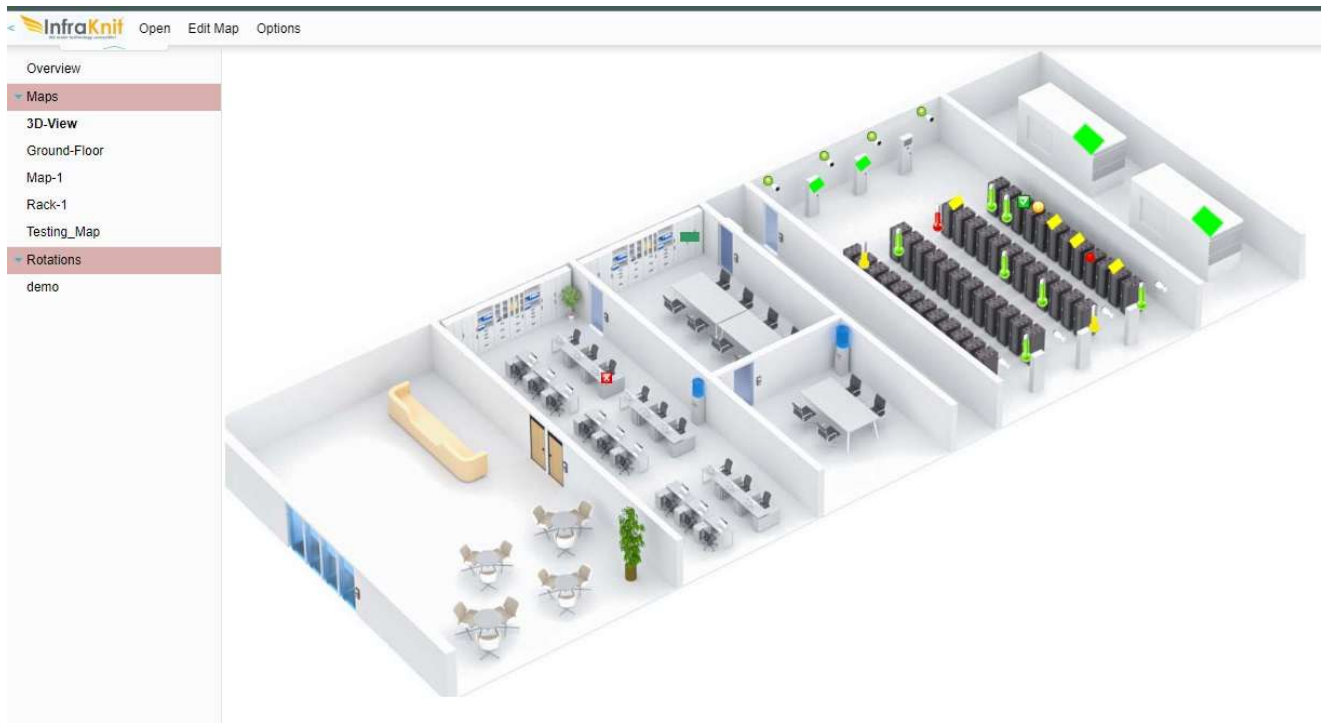 InfraKnit Open Edit Map Options
Overview
Maps
3D-View
Ground-Floor
Map-1
Rack-1
Testing_Map
Rotations
demo